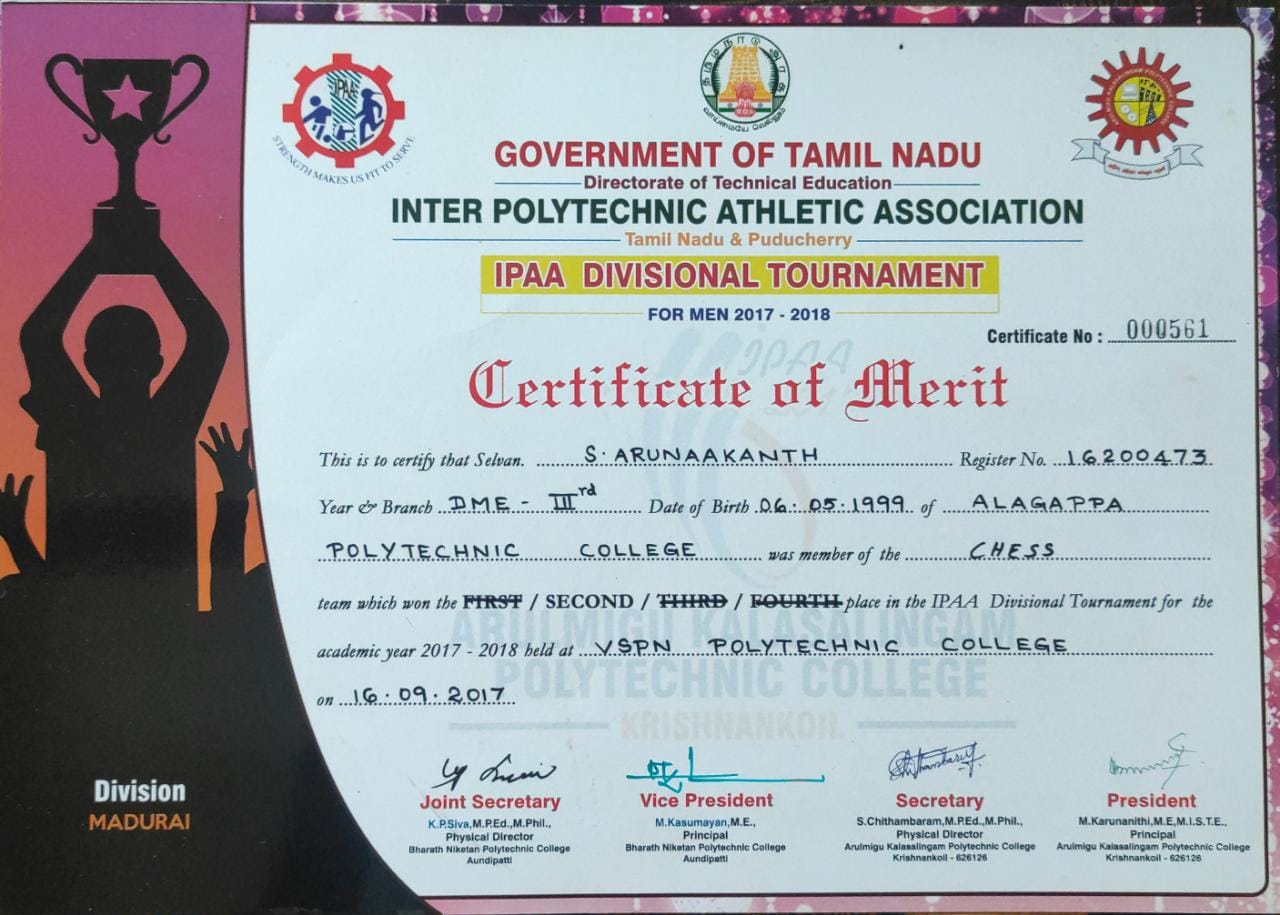 IPAA
STRENGTH MAKES US FIT TO SERVE
தமிழ்நாடு அரசு
வாய்மையே வெல்லும்
GOVERNMENT OF TAMIL NADU
Directorate of Technical Education
INTER POLYTECHNIC ATHLETIC ASSOCIATION
Tamil Nadu & Puducherry
IPAA DIVISIONAL TOURNAMENT
FOR MEN 2017 - 2018
Certificate No : 000561
IPAA
Certificate of Merit
This is to certify that Selvan. S. ARUNAAKANTH Register No. 16200473
Year & Branch DME - IIIrd Date of Birth 06.05.1999 of ALAGAPPA
POLYTECHNIC COLLEGE was member of the CHESS
team which won the FIRST / SECOND / THIRD / FOURTH place in the IPAA Divisional Tournament for the
academic year 2017 - 2018 held at VSPN POLYTECHNIC COLLEGE
on 16.09.2017
ARULMIGU KALASALINGAM
POLYTECHNIC COLLEGE
KRISHNANKOIL
Division
MADURAI
Joint Secretary
K.P.Siva,M.P.Ed.,M.Phil.,
Physical Director
Bharath Niketan Polytechnic College
Aundipatti
Vice President
M.Kasumayan,M.E.,
Principal
Bharath Niketan Polytechnic College
Aundipatti
Secretary
S.Chithambaram,M.P.Ed.,M.Phil.,
Physical Director
Arulmigu Kalasalingam Polytechnic College
Krishnankoil - 626126
President
M.Karunanithi,M.E,M.I.S.T.E.,
Principal
Arulmigu Kalasalingam Polytechnic College
Krishnankoil - 626126